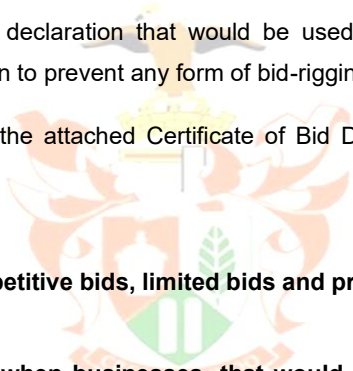 declaration that would be used
n to prevent any form of bid-riggin
the attached Certificate of Bid D
petitive bids, limited bids and pr
when businesses, that would